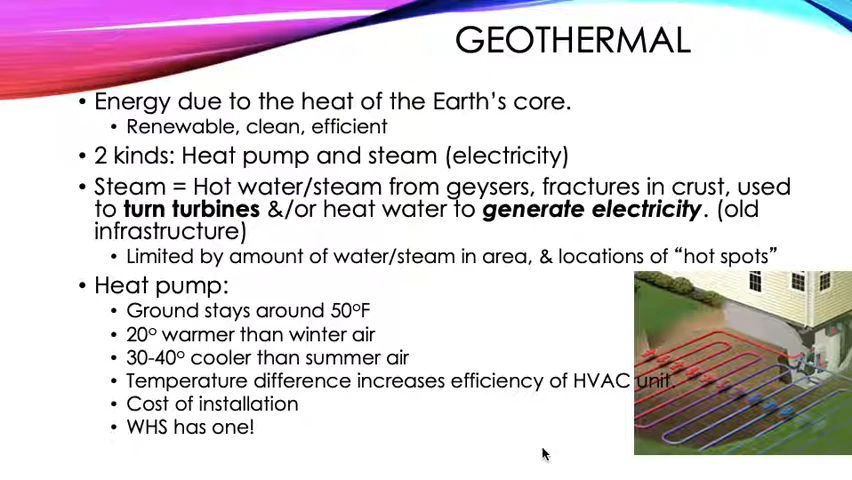 GEOTHERMAL
• Energy due to the heat of the Earth's core.
• Renewable, clean, efficient
• 2 kinds: Heat pump and steam (electricity)
• Steam = Hot water/steam from geysers, fractures in crust, used
to turn turbines &/or heat water to generate electricity. (old
infrastructure)
• Limited by amount of water/steam in area, & locations of “hot spots”
• Heat pump:
• Ground stays around 50°F
• 20° warmer than winter air
• 30-40° cooler than summer air
• Temperature difference increases efficiency of HVAC unit.
• Cost of installation
• WHS has one!